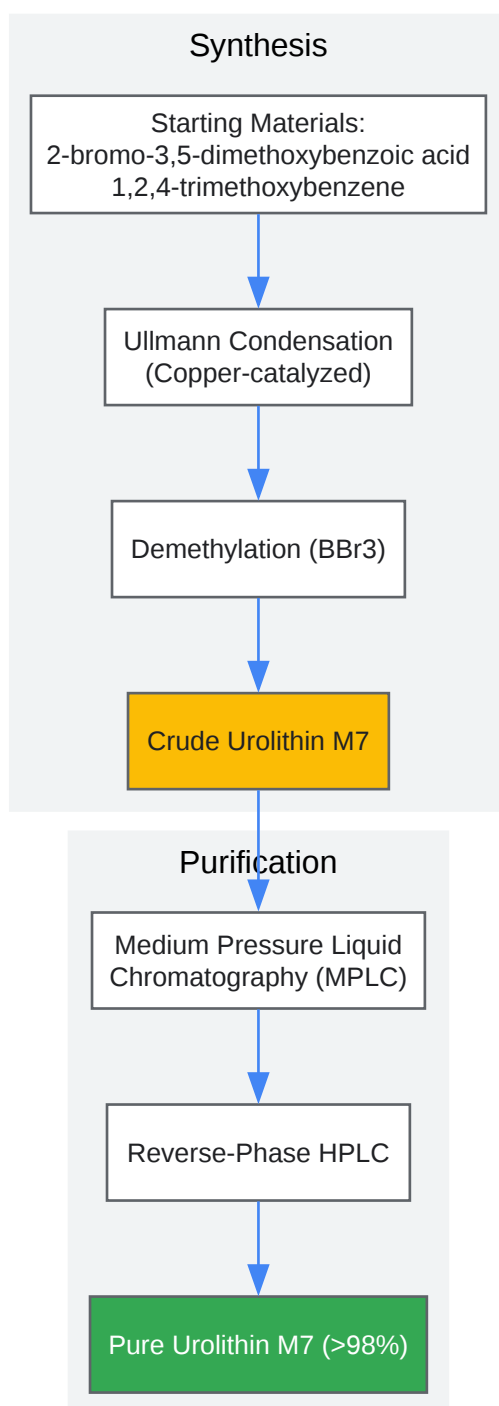 Synthesis
Starting Materials:
2-bromo-3,5-dimethoxybenzoic acid
1,2,4-trimethoxybenzene
Ullmann Condensation
(Copper-catalyzed)
Demethylation (BBr3)
Crude Urolithin M7
Purification
Medium Pressure Liquid
Chromatography (MPLC)
Reverse-Phase HPLC
Pure Urolithin M7 (>98%)